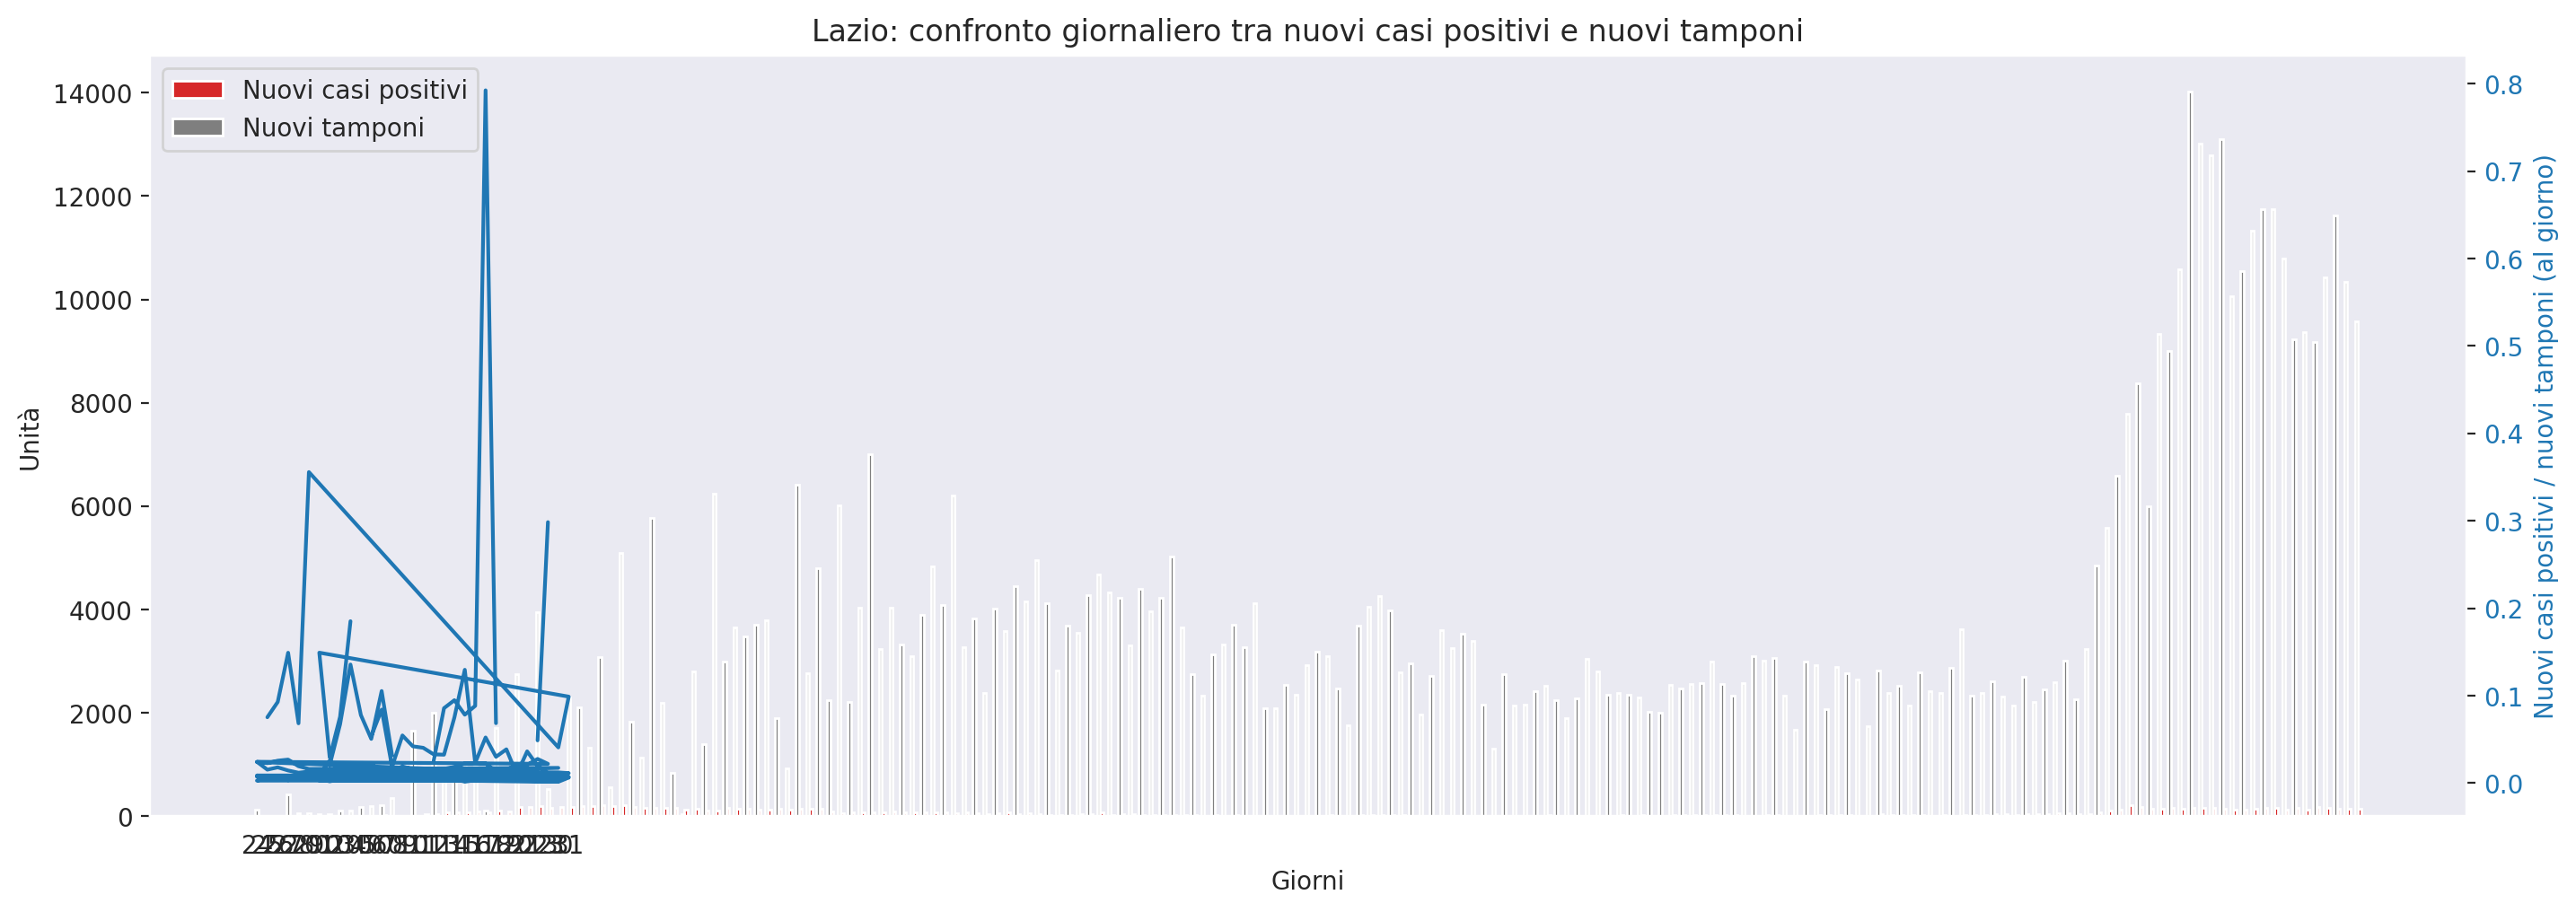 Lazio: confronto giornaliero tra nuovi casi positivi e nuovi tamponi
Nuovi casi positivi
Nuovi tamponi
14000
12000
10000
8000
6000
4000
2000
0
Unità
0.8
0.7
0.6
0.5
0.4
0.3
0.2
0.1
0.0
Nuovi casi positivi / nuovi tamponi (al giorno)
Giorni